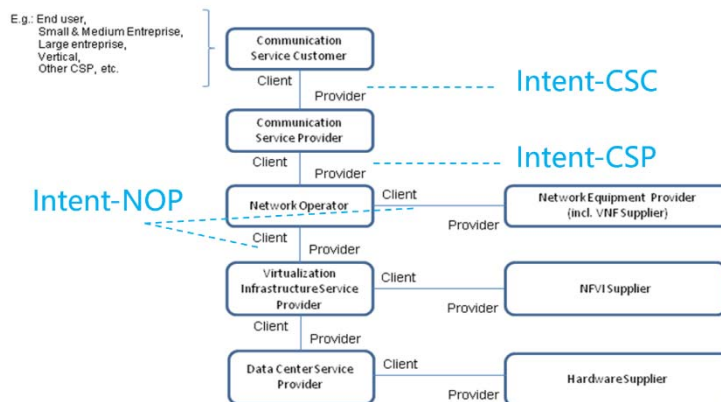 E.g.: End user,
Small & Medium Entreprise,
Large entreprise,
Vertical,
Other CSP, etc.
Communication
Service Customer
Client
Provider
Intent-CSC
Communication
Service Provider
Client
Provider
Intent-CSP
Intent-NOP
Network Operator
Client
Provider
Network Equipment Provider
(incl. VNF Supplier)
Client
Provider
Virtualization
Infrastructure Service
Provider
Client
Provider
NFVI Supplier
Client
Provider
Data Center Service
Provider
Client
Provider
Hardware Supplier